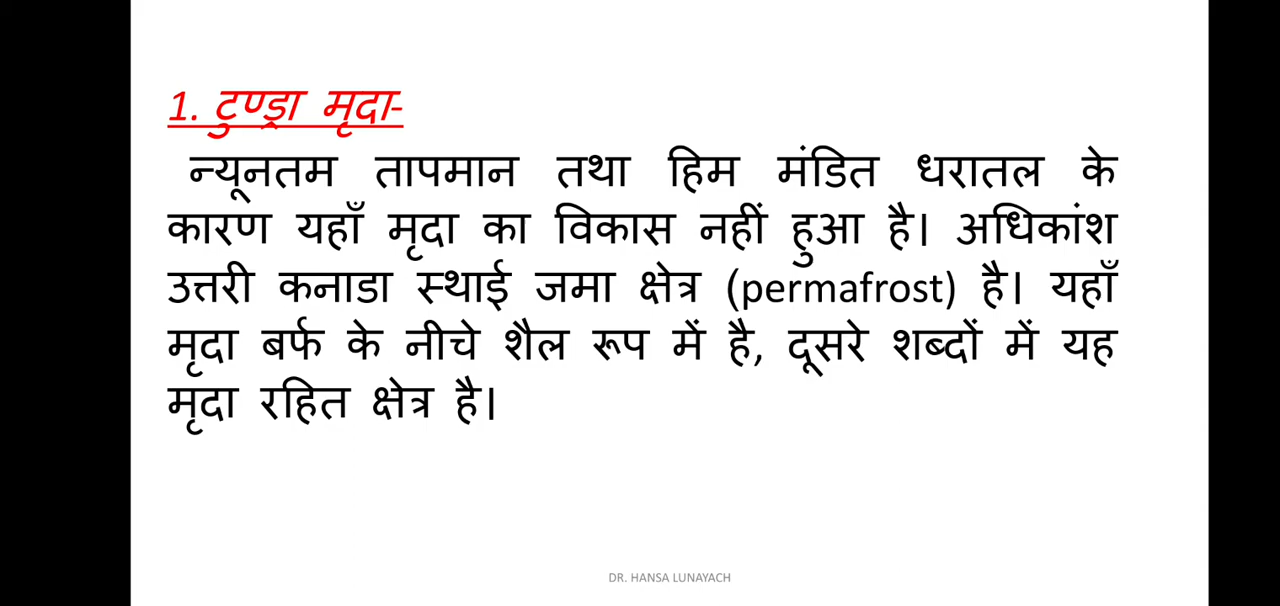 1. टुण्ड्रा मृदा-
न्यूनतम तापमान तथा हिम मंडित धरातल के
कारण यहाँ मृदा का विकास नहीं हुआ है। अधिकांश
उत्तरी कनाडा स्थाई जमा क्षेत्र (permafrost) है। यहाँ
मृदा बर्फ के नीचे शैल रूप में है, दूसरे शब्दों में यह
मृदा रहित क्षेत्र है।
DR. HANSA LUNAYACH